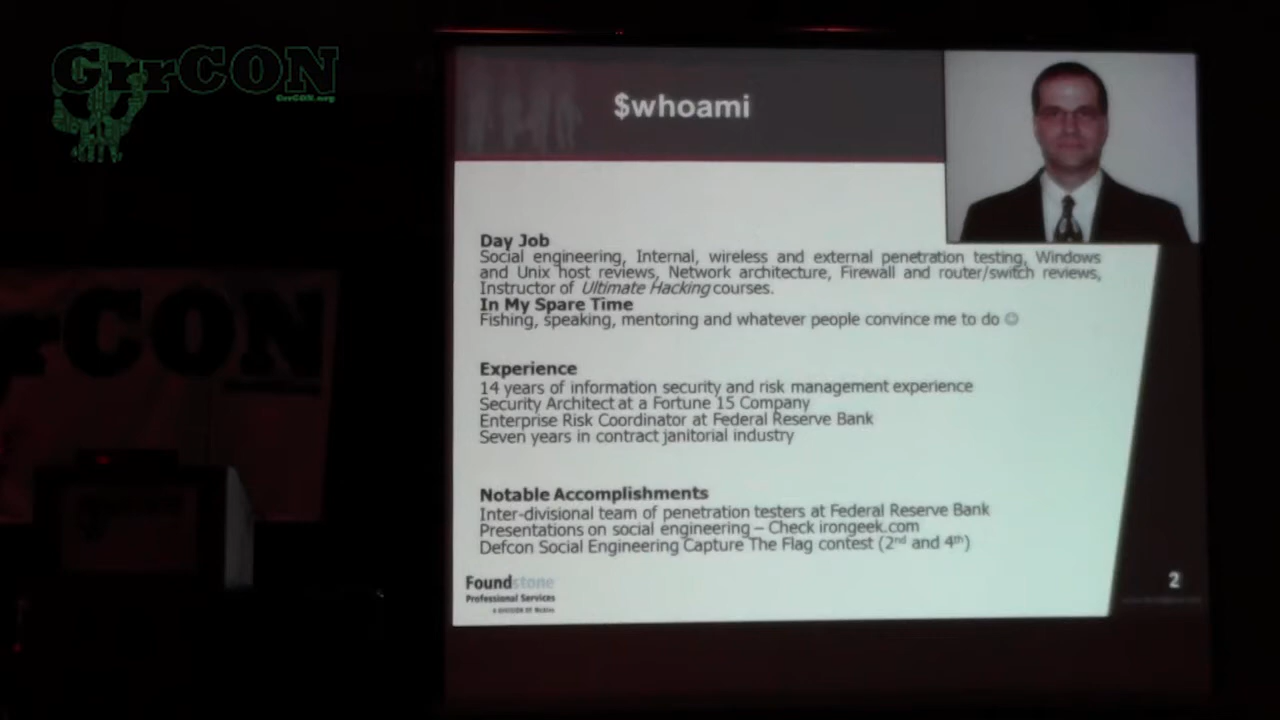 GrrCON
GrrCON.org
$whoami
Day Job
Social engineering, Internal, wireless and external penetration testing, Windows
and Unix host reviews, Network architecture, Firewall and router/switch reviews,
Instructor of Ultimate Hacking courses.
In My Spare Time
Fishing, speaking, mentoring and whatever people convince me to do ☺
Experience
14 years of information security and risk management experience
Security Architect at a Fortune 15 Company
Enterprise Risk Coordinator at Federal Reserve Bank
Seven years in contract janitorial industry
Notable Accomplishments
Inter-divisional team of penetration testers at Federal Reserve Bank
Presentations on social engineering – Check irongeek.com
Defcon Social Engineering Capture The Flag contest (2nd and 4th)
Foundstone
Professional Services
A DIVISION OF McAfee
2
rCON